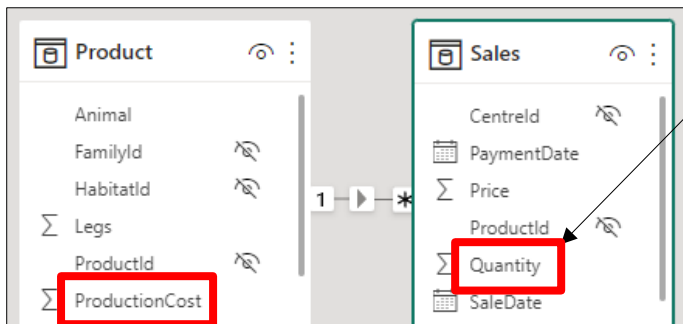 Product
Animal
FamilyId
HabitatId
Σ Legs
ProductId
Σ ProductionCost
1
*
Sales
CentreId
PaymentDate
Σ Price
ProductId
Σ Quantity
SaleDate